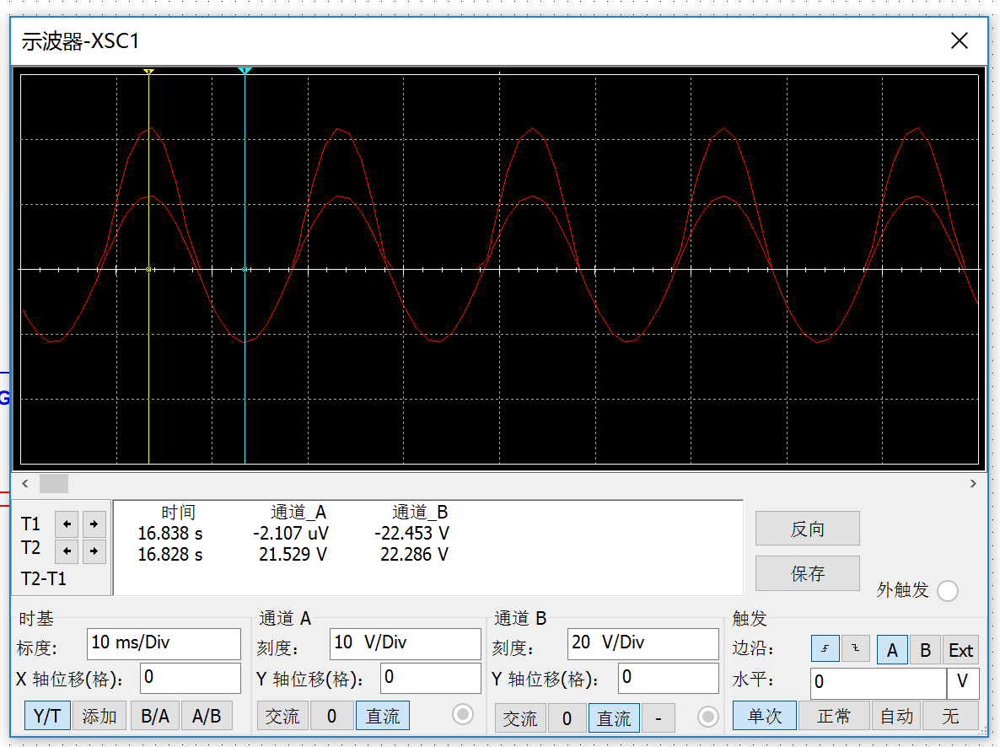 示波器-XSC1
2 1
G
时间 通道_A 通道_B
T1 16.838 s -2.107 uV -22.453 V
T2 16.828 s 21.529 V 22.286 V
T2-T1
反向
保存
外触发
时基
标度: 10 ms/Div
X 轴位移(格): 0
Y/T 添加 B/A A/B
通道 A
刻度: 10 V/Div
Y 轴位移(格): 0
交流 0 直流
通道 B
刻度: 20 V/Div
Y 轴位移(格): 0
交流 0 直流 -
触发
边沿: A B Ext
水平: 0 V
单次 正常 自动 无